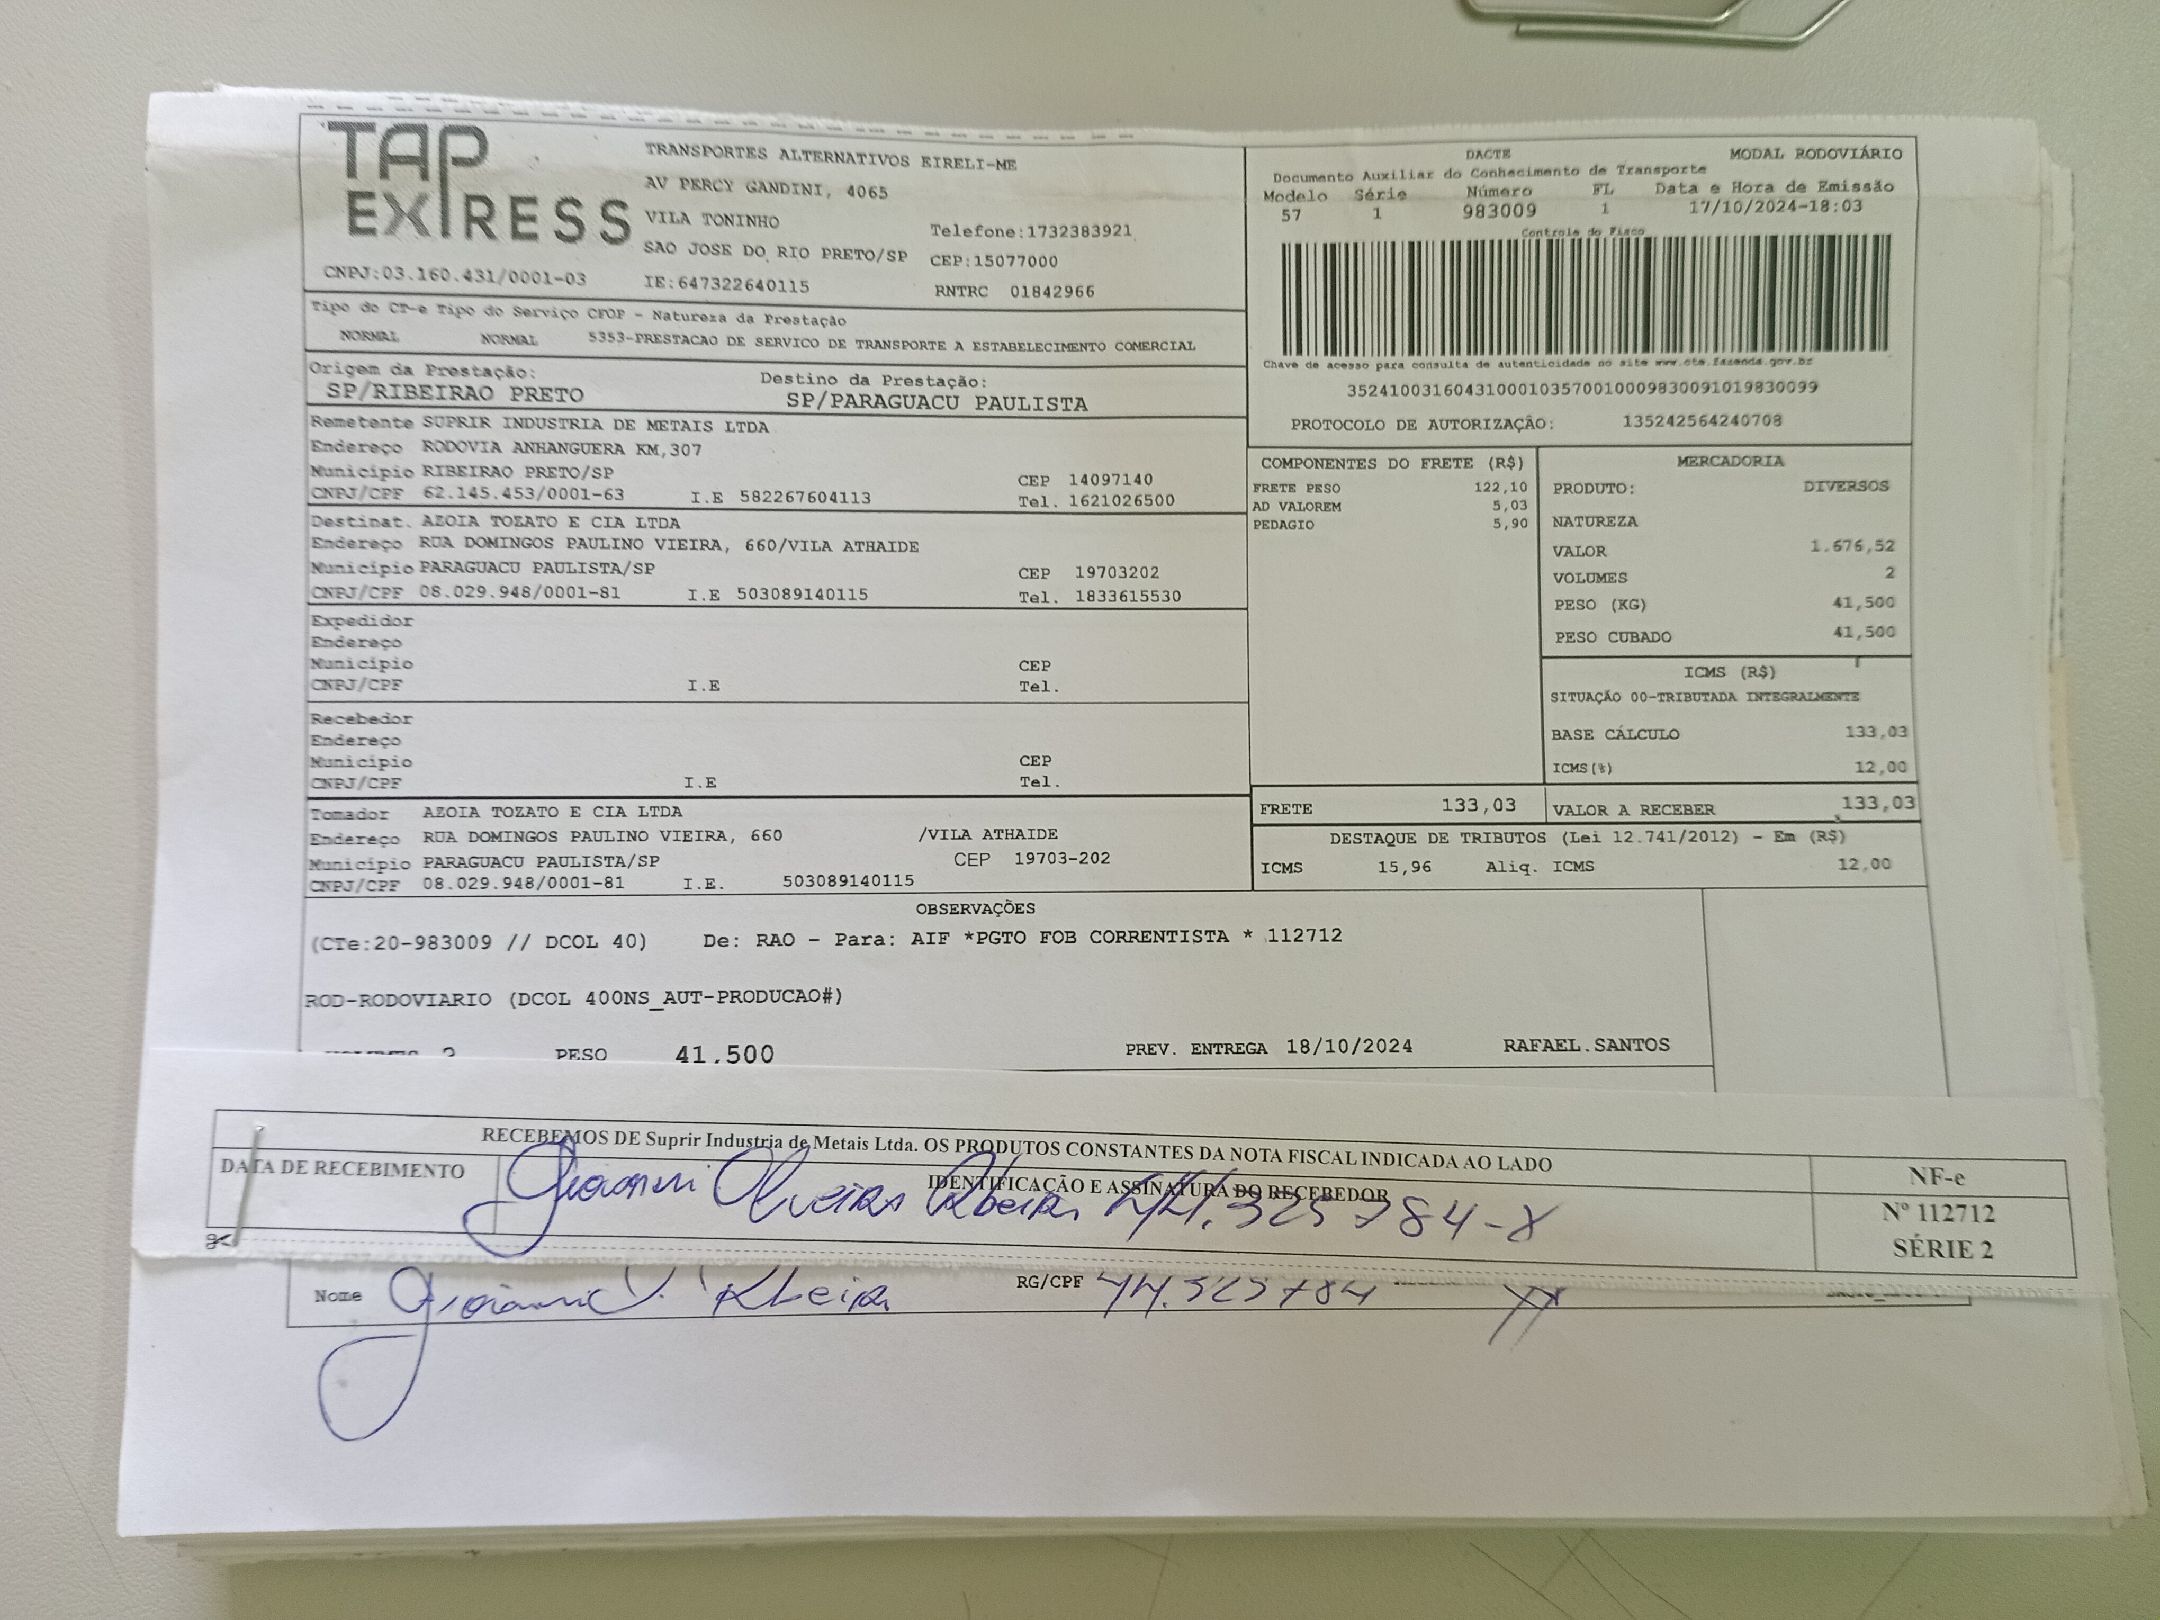 TAP
EXPRESS
TRANSPORTES ALTERNATIVOS EIRELI-ME
AV PERCY GANDINI, 4065
VILA TONINHO
Telefone:1732383921
SAO JOSE DO RIO PRETO/SP CEP:15077000
CNPJ:03.160.431/0001-03 IE:647322640115 RNTRC 01842966
DACTE MODAL RODOVIÁRIO
Documento Auxiliar do Conhecimento de Transporte
Modelo Série Número FL Data e Hora de Emissão
57 1 983009 1 17/10/2024-18:03
Controle do Fisco
Chave de acesso para consulta de autenticidade no site www.cte.fazenda.gov.br
35241003160431000103570010009830091019830099
PROTOCOLO DE AUTORIZAÇÃO: 135242564240708
Tipo do CT-e Tipo do Serviço CFOP - Natureza da Prestação
NORMAL NORMAL 5353-PRESTACAO DE SERVICO DE TRANSPORTE A ESTABELECIMENTO COMERCIAL
Origem da Prestação: Destino da Prestação:
SP/RIBEIRAO PRETO SP/PARAGUACU PAULISTA
Remetente SUPRIR INDUSTRIA DE METAIS LTDA
Endereço RODOVIA ANHANGUERA KM,307
Município RIBEIRAO PRETO/SP CEP 14097140
CNPJ/CPF 62.145.453/0001-63 I.E 582267604113 Tel. 1621026500
Destinat. AZOIA TOZATO E CIA LTDA
Endereço RUA DOMINGOS PAULINO VIEIRA, 660/VILA ATHAIDE
Município PARAGUACU PAULISTA/SP CEP 19703202
CNPJ/CPF 08.029.948/0001-81 I.E 503089140115 Tel. 1833615530
Expedidor
Endereço
Município CEP
CNPJ/CPF I.E Tel.
Recebedor
Endereço
Município CEP
CNPJ/CPF I.E Tel.
Tomador AZOIA TOZATO E CIA LTDA
Endereço RUA DOMINGOS PAULINO VIEIRA, 660 /VILA ATHAIDE
Município PARAGUACU PAULISTA/SP CEP 19703-202
CNPJ/CPF 08.029.948/0001-81 I.E. 503089140115
COMPONENTES DO FRETE (R$)
FRETE PESO 122,10
AD VALOREM 5,03
PEDAGIO 5,90
MERCADORIA
PRODUTO: DIVERSOS
NATUREZA
VALOR 1.676,52
VOLUMES 2
PESO (KG) 41,500
PESO CUBADO 41,500
ICMS (R$)
SITUAÇÃO 00-TRIBUTADA INTEGRALMENTE
BASE CÁLCULO 133,03
ICMS(%) 12,00
FRETE 133,03 VALOR A RECEBER 133,03
DESTAQUE DE TRIBUTOS (Lei 12.741/2012) - Em (R$)
ICMS 15,96 Aliq. ICMS 12,00
OBSERVAÇÕES
(CTe:20-983009 // DCOL 40) De: RAO - Para: AIF *PGTO FOB CORRENTISTA * 112712
ROD-RODOVIARIO (DCOL 400NS_AUT-PRODUCAO#)
PESO 41.500 PREV. ENTREGA 18/10/2024 RAFAEL.SANTOS
RECEBEMOS DE Suprir Industria de Metais Ltda. OS PRODUTOS CONSTANTES DA NOTA FISCAL INDICADA AO LADO
DATA DE RECEBIMENTO IDENTIFICAÇÃO E ASSINATURA DO RECEBEDOR
NF-e
Nº 112712
SÉRIE 2
Nome RG/CPF 44.325784